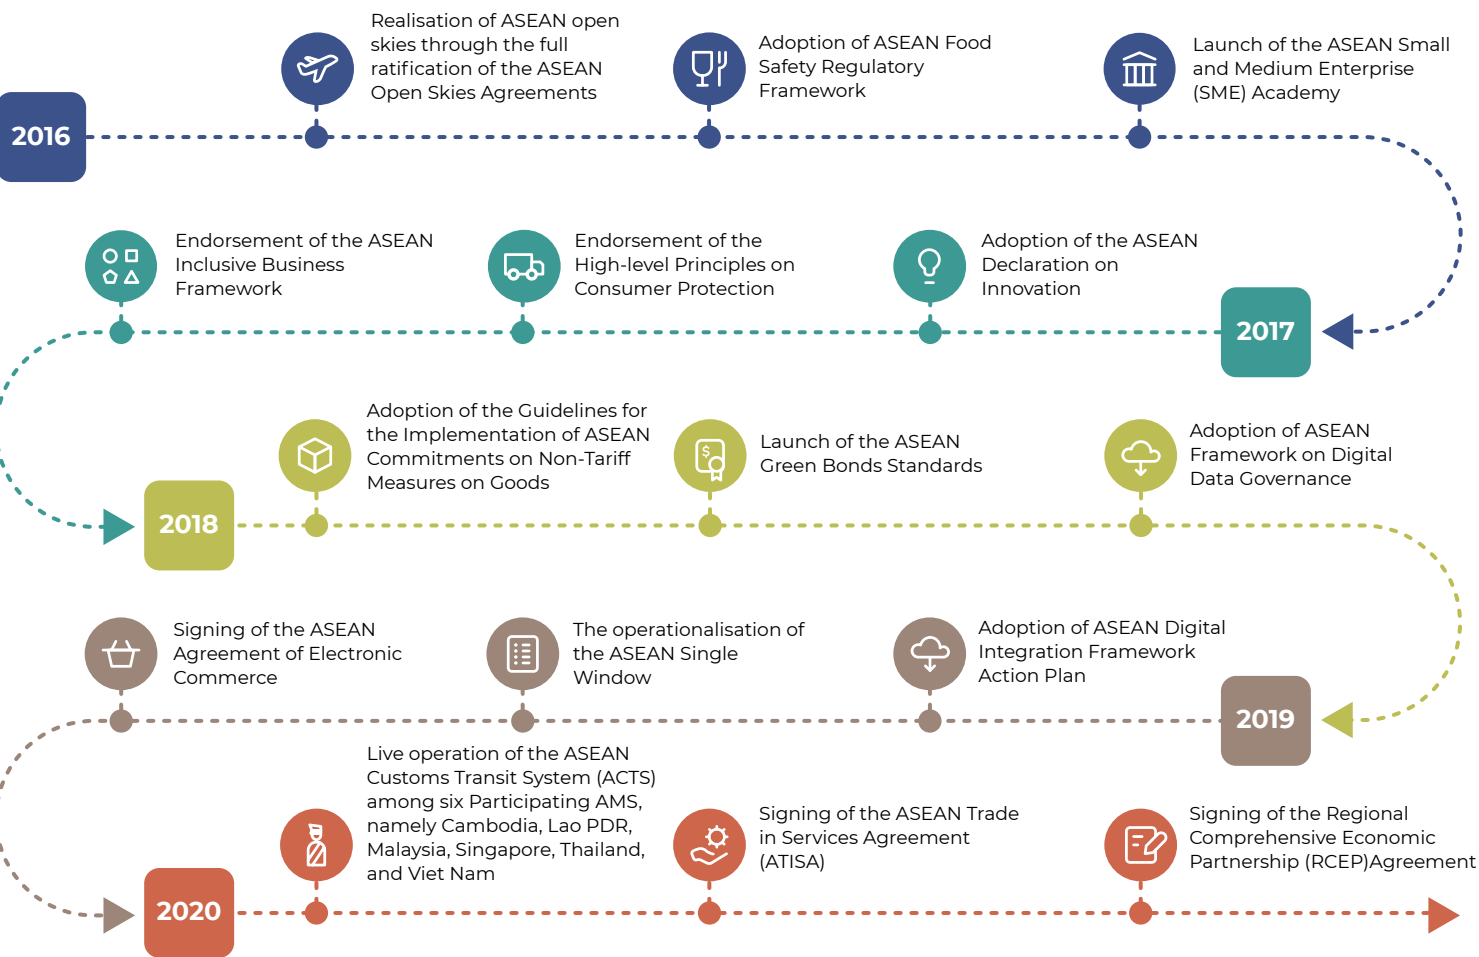 2016
Realisation of ASEAN open
skies through the full
ratification of the ASEAN
Open Skies Agreements
Adoption of ASEAN Food
Safety Regulatory
Framework
Launch of the ASEAN Small
and Medium Enterprise
(SME) Academy
2017
Adoption of the ASEAN
Declaration on
Innovation
Endorsement of the
High-level Principles on
Consumer Protection
Endorsement of the ASEAN
Inclusive Business
Framework
2018
Adoption of the Guidelines for
the Implementation of ASEAN
Commitments on Non-Tariff
Measures on Goods
$
Launch of the ASEAN
Green Bonds Standards
Adoption of ASEAN
Framework on Digital
Data Governance
2019
Adoption of ASEAN Digital
Integration Framework
Action Plan
The operationalisation of
the ASEAN Single
Window
Signing of the ASEAN
Agreement of Electronic
Commerce
2020
Live operation of the ASEAN
Customs Transit System (ACTS)
among six Participating AMS,
namely Cambodia, Lao PDR,
Malaysia, Singapore, Thailand,
and Viet Nam
Signing of the ASEAN Trade
in Services Agreement
(ATISA)
Signing of the Regional
Comprehensive Economic
Partnership (RCEP)Agreement